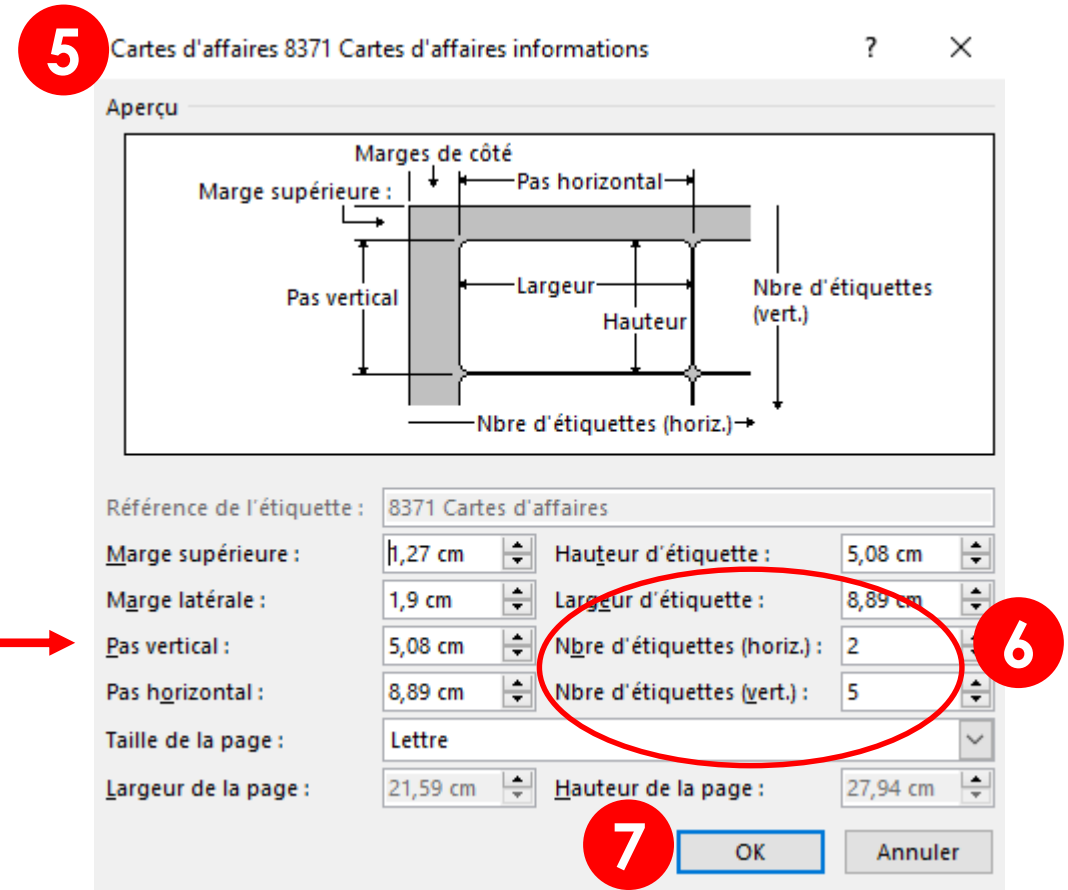 5
Cartes d'affaires 8371 Cartes d'affaires informations ? ×
Aperçu
Marges de côté
Marge supérieure :
Pas horizontal
Pas vertical
Largeur
Hauteur
Nbre d'étiquettes
(vert.)
Nbre d'étiquettes (horiz.)
Référence de l'étiquette : 8371 Cartes d'affaires
Marge supérieure : 1,27 cm Hauteur d'étiquette : 5,08 cm
Marge latérale : 1,9 cm Largeur d'étiquette : 8,89 cm
Pas vertical : 5,08 cm Nbre d'étiquettes (horiz.) : 2
6
Pas horizontal : 8,89 cm Nbre d'étiquettes (vert.) : 5
Taille de la page : Lettre
Largeur de la page : 21,59 cm Hauteur de la page : 27,94 cm
7
OK Annuler